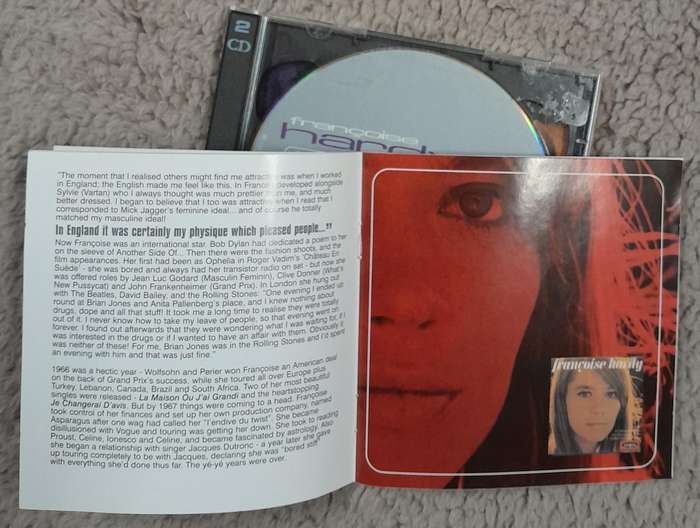 2
CD
françoise
hardy
"The moment that I realised others might find me attractive was when I worked
in England; the English made me feel like this. In France I developed alongside
Sylvie (Vartan) who I always thought was much prettier than me, and much
better dressed. I began to believe that I too was attractive when I read that I
corresponded to Mick Jagger's feminine ideal... and of course he totally
matched my masculine ideal!
In England it was certainly my physique which pleased people..."
Now Françoise was an international star. Bob Dylan had dedicated a poem to her
on the sleeve of Another Side Of... Then there were the fashion shoots, and the
film appearances. Her first had been as Ophelia in Roger Vadim's 'Château En
Suède' - she was bored and always had her transistor radio on set - but now she
was offered roles by Jean Luc Godard (Masculin Feminin), Clive Donner (What's
New Pussycat) and John Frankenheimer (Grand Prix). In London she hung out
with The Beatles, David Bailey, and the Rolling Stones: "One evening I ended up
round at Brian Jones and Anita Pallenberg's place, and I knew nothing about
drugs, dope and all that stuff! It took me a long time to realise they were totally
out of it. I never know how to take my leave of people, so that evening went on
forever. I found out afterwards that they were wondering what I was waiting for, if I
was interested in the drugs or if I wanted to have an affair with them. Obviously it
was neither of these! For me, Brian Jones was in the Rolling Stones and I'd spent
an evening with him and that was just fine."
1966 was a hectic year - Wolfsohn and Perier won Françoise an American deal
on the back of Grand Prix's success, while she toured all over Europe plus
Turkey, Lebanon, Canada, Brazil and South Africa. Two of her most beautiful
singles were released - La Maison Ou J'ai Grandi and the heartstopping
Je Changerai D'avis. But by 1967 things were coming to a head. Françoise
took control of her finances and set up her own production company, named
Asparagus after one wag had called her "l'endive du twist". She became
disillusioned with Vogue and touring was getting her down. She took to reading
Proust, Celine, Ionesco and Céline, and became fascinated by astrology. Also
she began a relationship with singer Jacques Dutronc - a year later she gave
up touring completely to be with Jacques, declaring she was "bored stiff"
with everything she'd done thus far. The yé-yé years were over.
françoise hardy